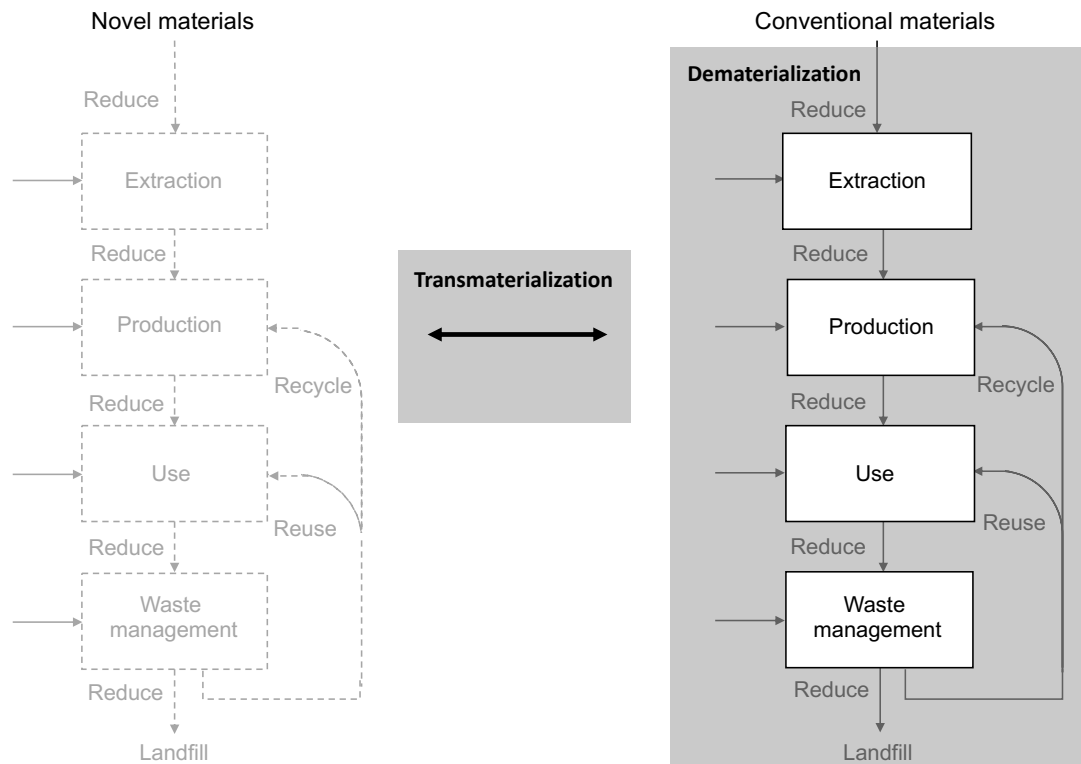 Novel materials
Reduce
Extraction
Reduce
Production
Recycle
Reduce
Use
Reuse
Reduce
Waste
management
Reduce
Landfill
Transmaterialization
Conventional materials
Dematerialization
Reduce
Extraction
Reduce
Production
Recycle
Reduce
Use
Reuse
Reduce
Waste
management
Reduce
Landfill